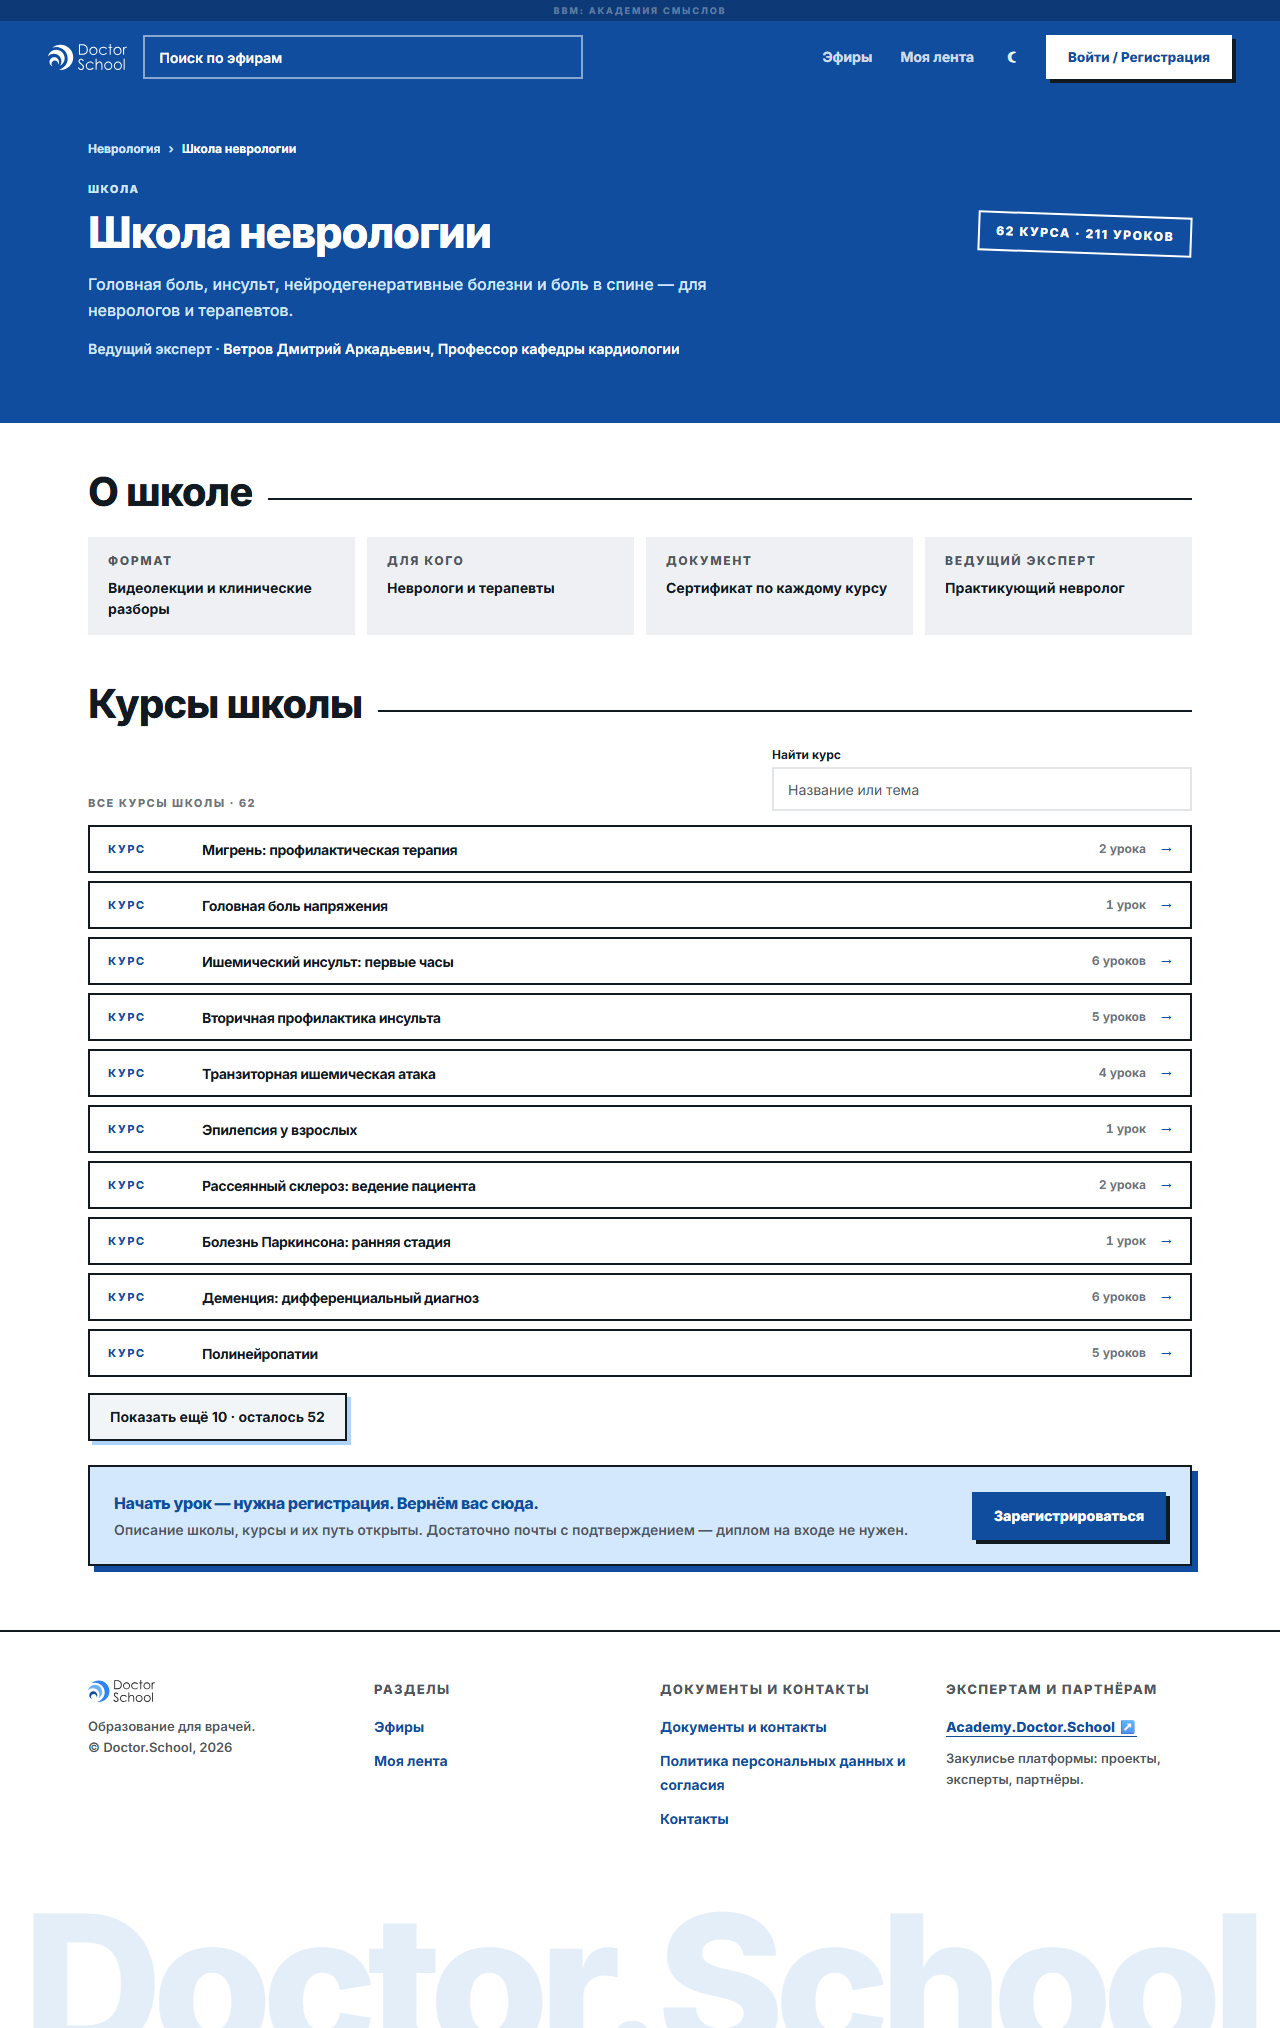 ВВМ: АКАДЕМИЯ СМЫСЛОВ
Doctor
School
Поиск по эфирам
Эфиры
Моя лента
Войти / Регистрация
Неврология › Школа неврологии
ШКОЛА
Школа неврологии
62 КУРСА · 211 УРОКОВ
Головная боль, инсульт, нейродегенеративные болезни и боль в спине — для
неврологов и терапевтов.
Ведущий эксперт · Ветров Дмитрий Аркадьевич, Профессор кафедры кардиологии
О школе
ФОРМАТ
Видеолекции и клинические
разборы
ДЛЯ КОГО
Неврологи и терапевты
ДОКУМЕНТ
Сертификат по каждому курсу
ВЕДУЩИЙ ЭКСПЕРТ
Практикующий невролог
Курсы школы
Найти курс
Название или тема
ВСЕ КУРСЫ ШКОЛЫ · 62
КУРС Мигрень: профилактическая терапия 2 урока →
КУРС Головная боль напряжения 1 урок →
КУРС Ишемический инсульт: первые часы 6 уроков →
КУРС Вторичная профилактика инсульта 5 уроков →
КУРС Транзиторная ишемическая атака 4 урока →
КУРС Эпилепсия у взрослых 1 урок →
КУРС Рассеянный склероз: ведение пациента 2 урока →
КУРС Болезнь Паркинсона: ранняя стадия 1 урок →
КУРС Деменция: дифференциальный диагноз 6 уроков →
КУРС Полинейропатии 5 уроков →
Показать ещё 10 · осталось 52
Начать урок — нужна регистрация. Вернём вас сюда.
Описание школы, курсы и их путь открыты. Достаточно почты с подтверждением — диплом на входе не нужен.
Зарегистрироваться
Doctor
School
Образование для врачей.
© Doctor.School, 2026
РАЗДЕЛЫ
Эфиры
Моя лента
ДОКУМЕНТЫ И КОНТАКТЫ
Документы и контакты
Политика персональных данных и
согласия
Контакты
ЭКСПЕРТАМ И ПАРТНЁРАМ
Academy.Doctor.School ↗
Закулисье платформы: проекты,
эксперты, партнёры.
Doctor.School